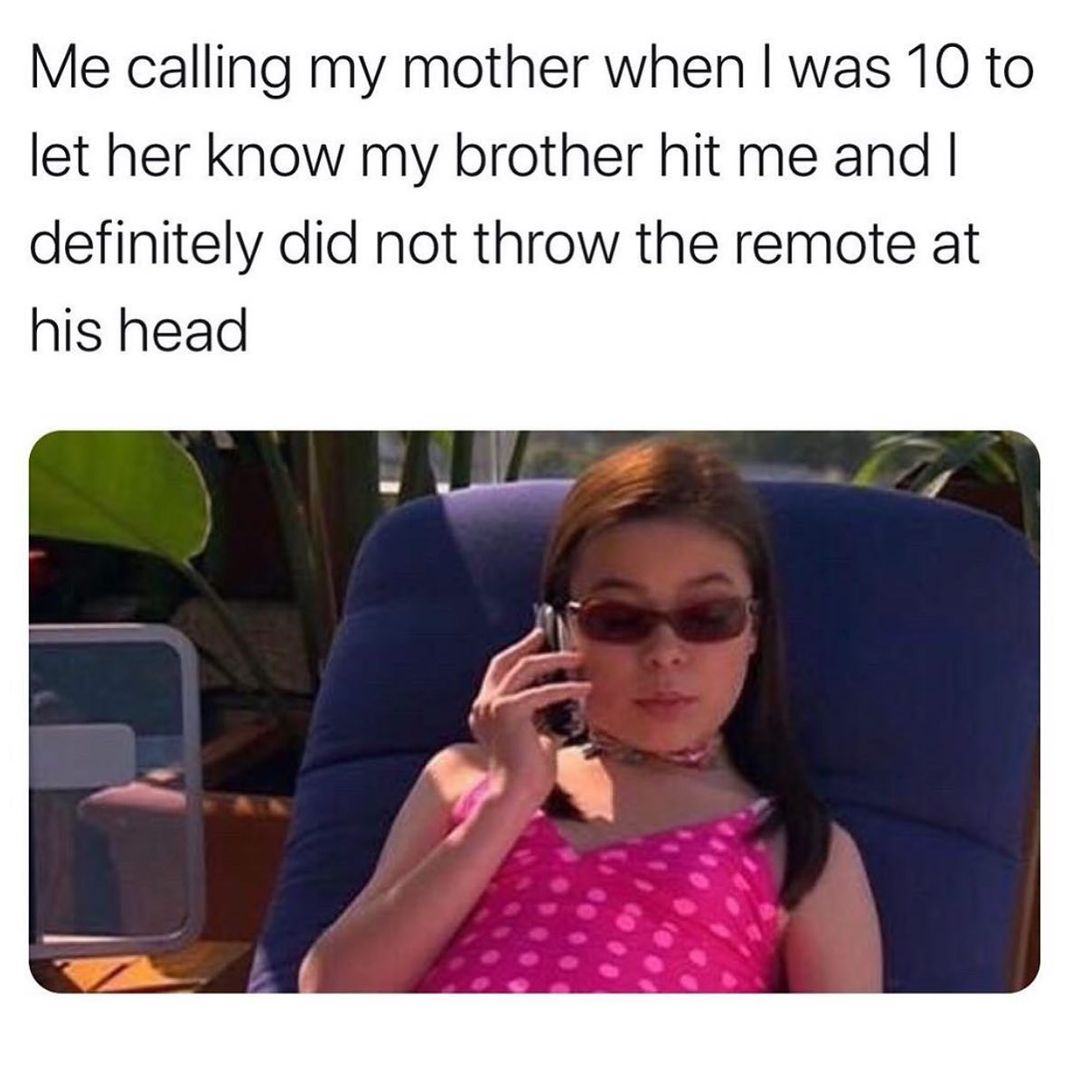 Me calling my mother when I was 10 to
let her know my brother hit me and I
definitely did not throw the remote at
his head